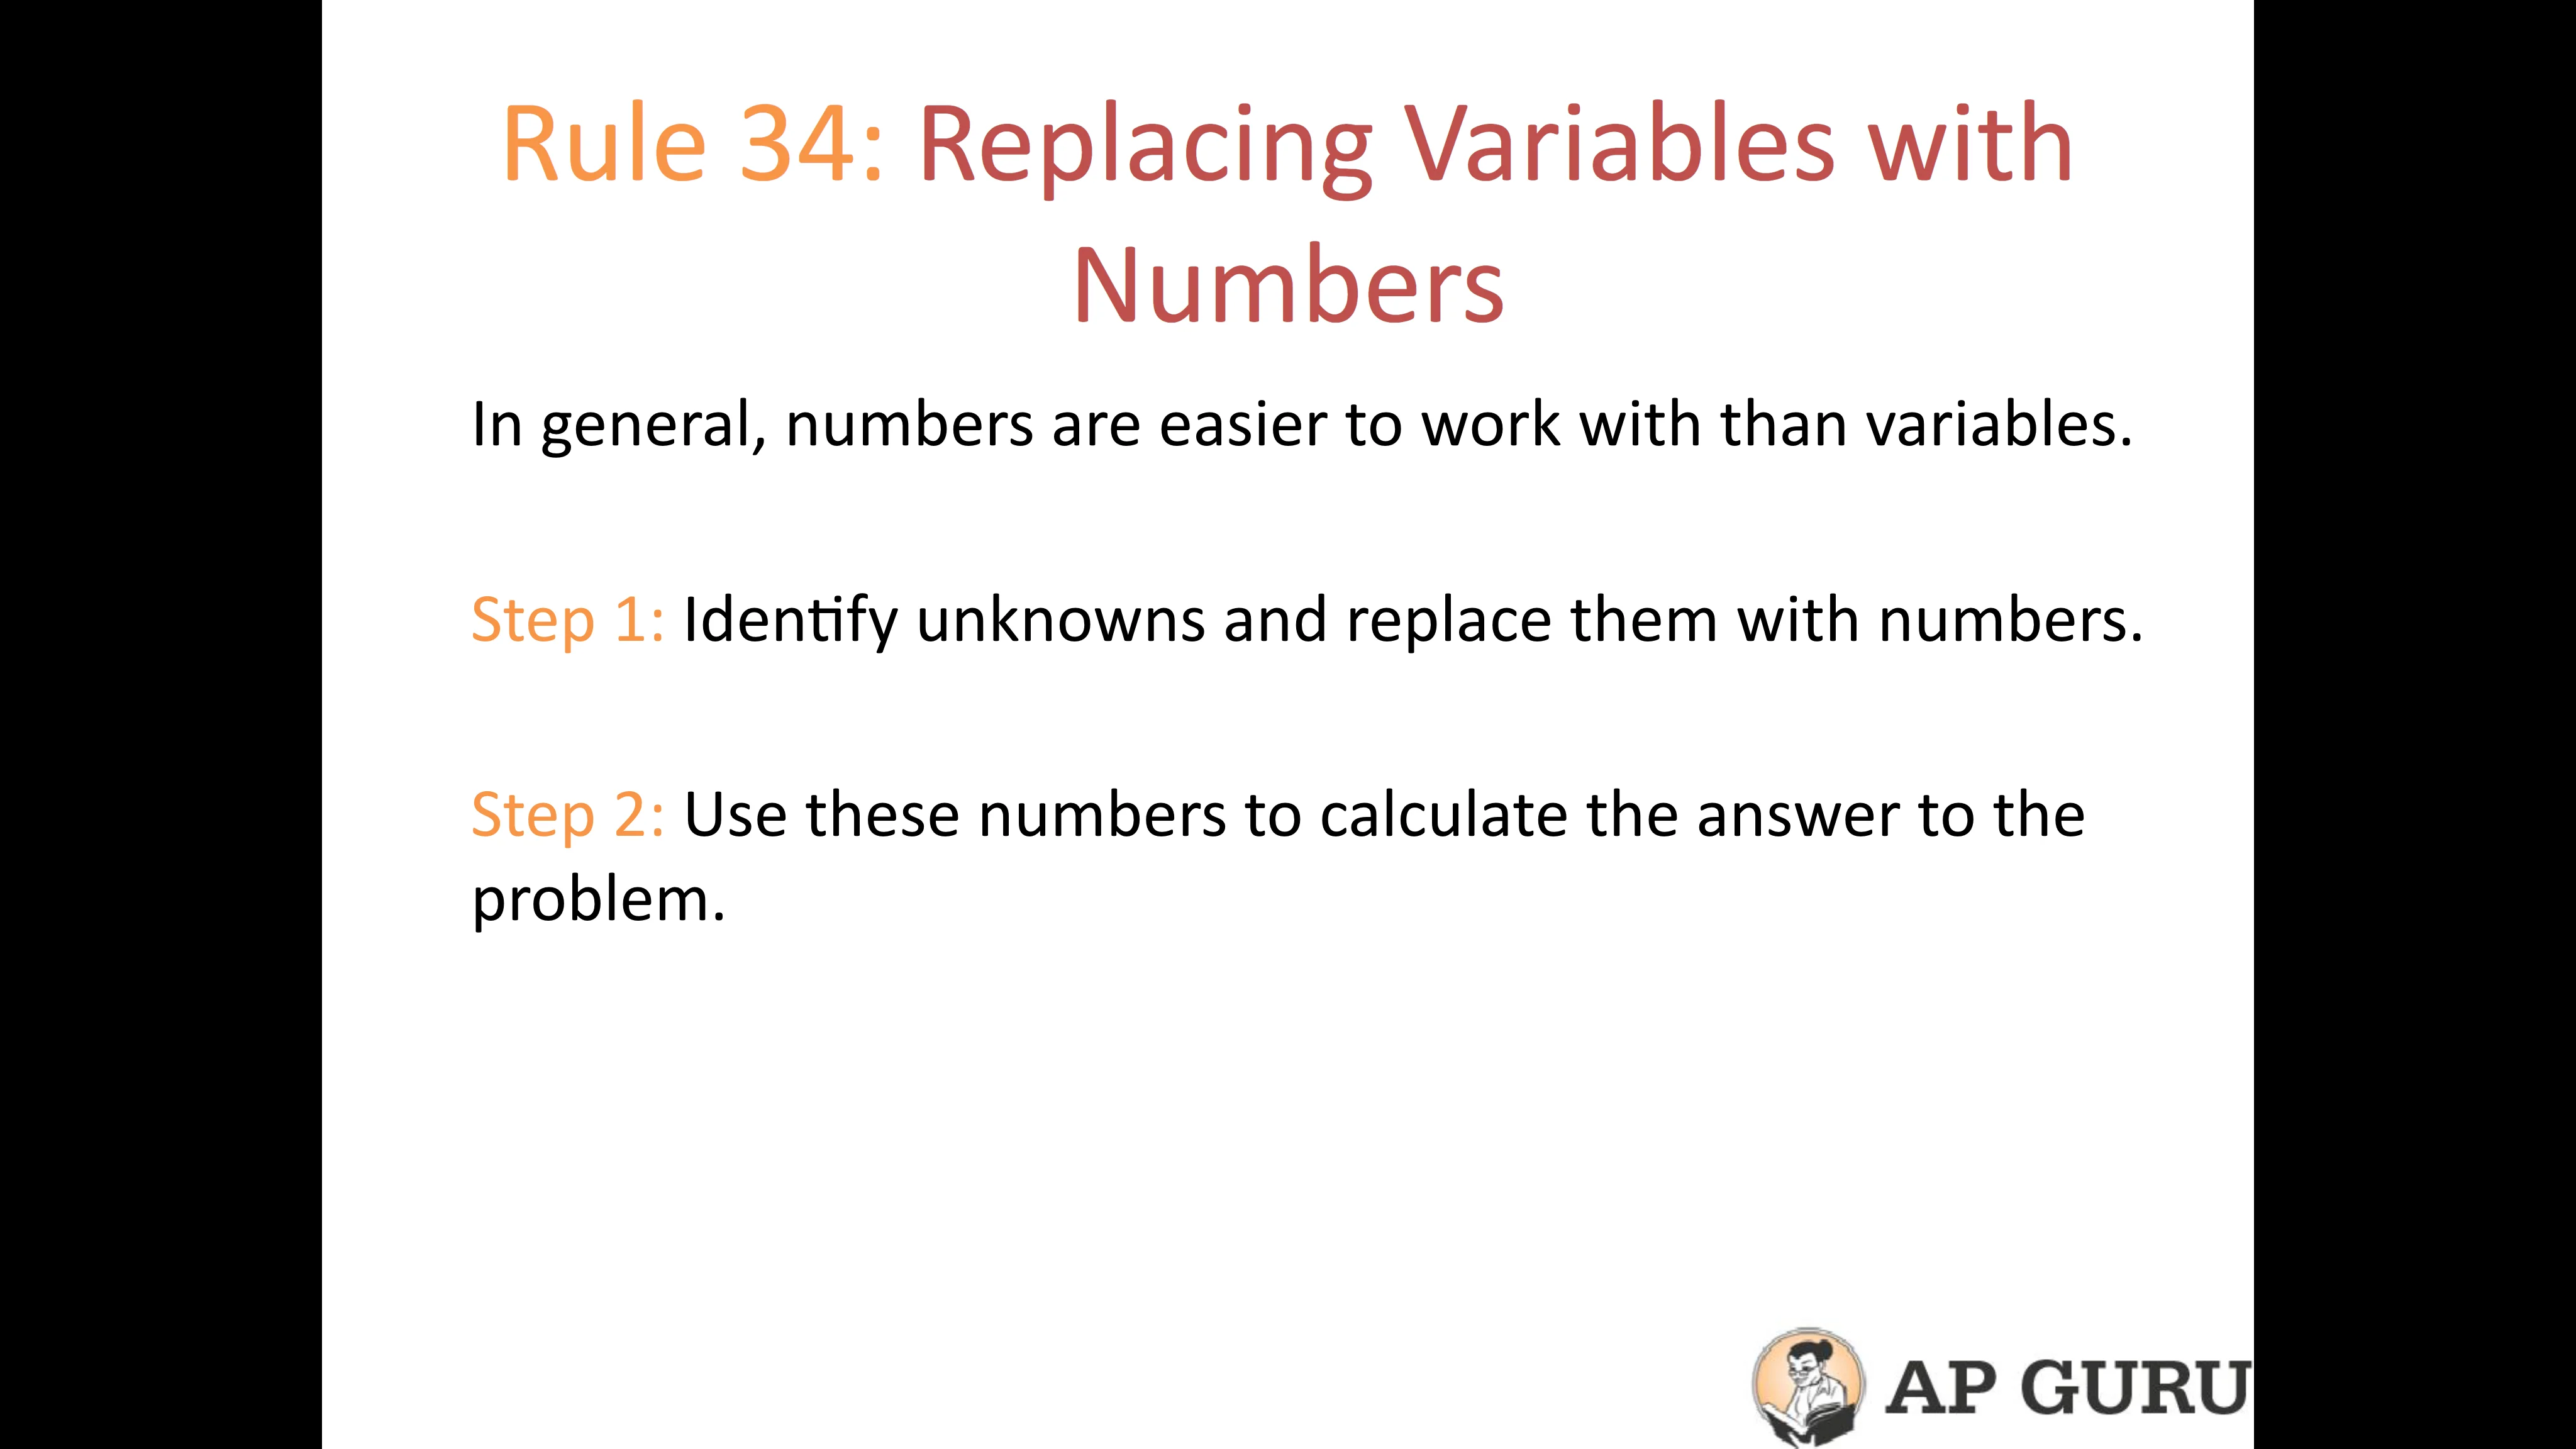 Rule 34: Replacing Variables with
Numbers
In general, numbers are easier to work with than variables.
Step 1: Identify unknowns and replace them with numbers.
Step 2: Use these numbers to calculate the answer to the
problem.
AP GURU